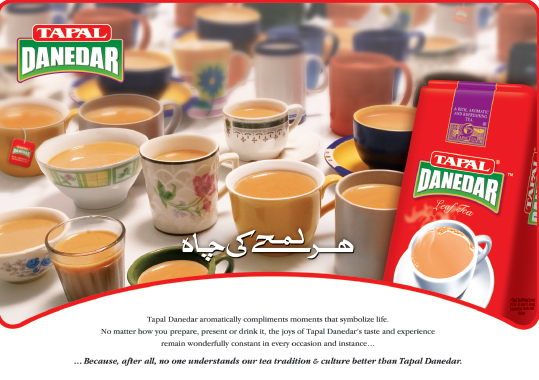 TAPAL
DANEDAR
A RICH, AROMATIC
AND REFRESHING
TEA
TAPAL
DANEDAR
Leaf Tea
ہر لمحے کی چاہ
Tapal Danedar aromatically compliments moments that symbolize life.
No matter how you prepare, present or drink it, the joys of Tapal Danedar's taste and experience
remain wonderfully constant in every occasion and instance…
… Because, after all, no one understands our tea tradition & culture better than Tapal Danedar.